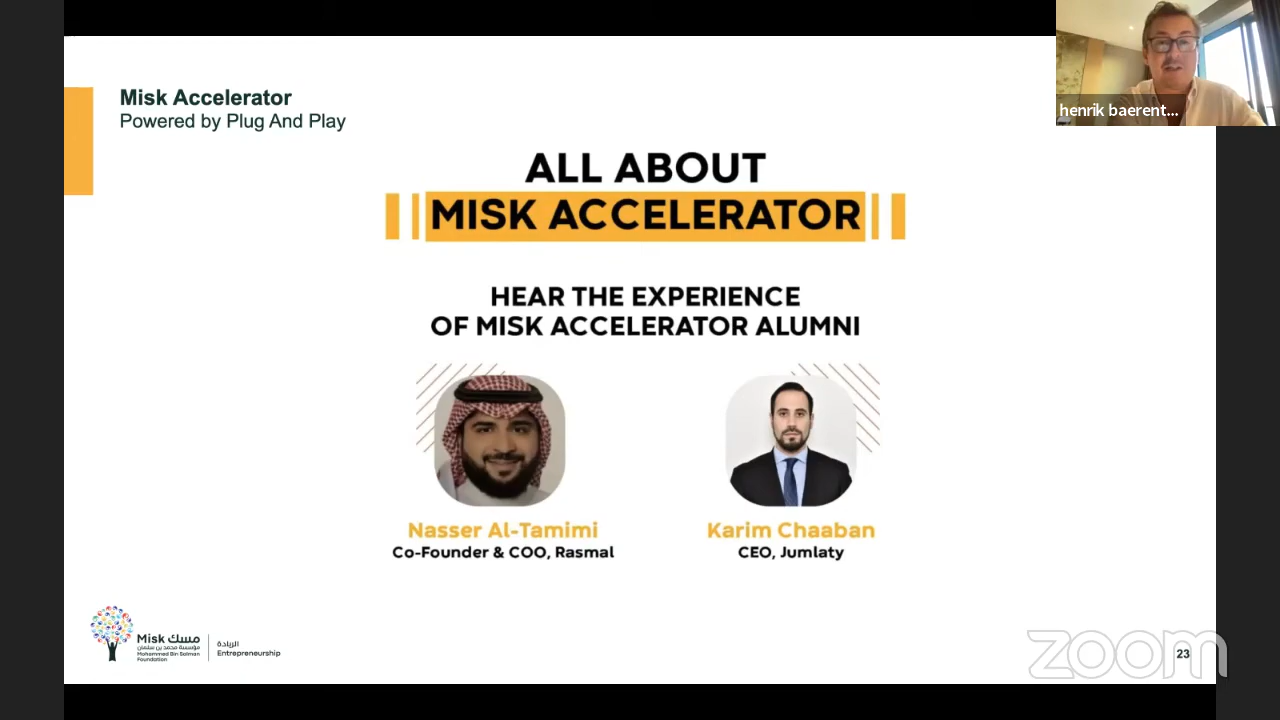 Misk Accelerator
Powered by Plug And Play
henrik baerent...
ALL ABOUT
MISK ACCELERATOR
HEAR THE EXPERIENCE
OF MISK ACCELERATOR ALUMNI
Nasser Al-Tamimi
Co-Founder & COO, Rasmal
Karim Chaaban
CEO, Jumlaty
Misk مسك
مؤسسة محمد بن سلمان
Mohammed Bin Salman
Foundation
الريادة
Entrepreneurship
zoom
23